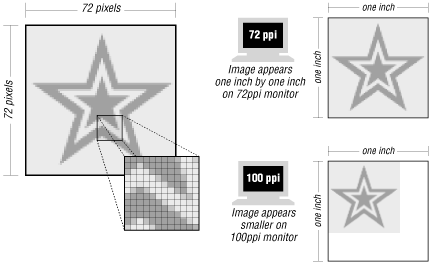 72 pixels
72 pixels
72 ppi
Image appears
one inch by one inch
on 72ppi monitor
one inch
one inch
100 ppi
Image appears
smaller on
100ppi monitor
one inch
one inch